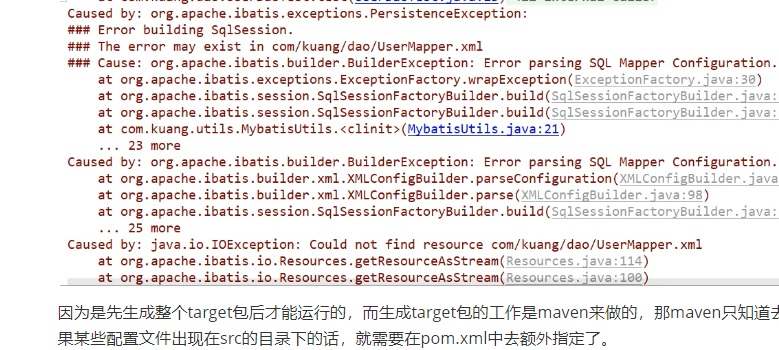 Caused by: org.apache.ibatis.exceptions.PersistenceException:
### Error building SqlSession.
### The error may exist in com/kuang/dao/UserMapper.xml
### Cause: org.apache.ibatis.builder.BuilderException: Error parsing SQL Mapper Configuration.
at org.apache.ibatis.exceptions.ExceptionFactory.wrapException(ExceptionFactory.java:30)
at org.apache.ibatis.session.SqlSessionFactoryBuilder.build(SqlSessionFactoryBuilder.java:
at org.apache.ibatis.session.SqlSessionFactoryBuilder.build(SqlSessionFactoryBuilder.java:
at com.kuang.utils.MybatisUtils.<clinit>(MybatisUtils.java:21)
... 23 more
Caused by: org.apache.ibatis.builder.BuilderException: Error parsing SQL Mapper Configuration.
at org.apache.ibatis.builder.xml.XMLConfigBuilder.parseConfiguration(XMLConfigBuilder.java
at org.apache.ibatis.builder.xml.XMLConfigBuilder.parse(XMLConfigBuilder.java:98)
at org.apache.ibatis.session.SqlSessionFactoryBuilder.build(SqlSessionFactoryBuilder.java:
... 25 more
Caused by: java.io.IOException: Could not find resource com/kuang/dao/UserMapper.xml
at org.apache.ibatis.io.Resources.getResourceAsStream(Resources.java:114)
at org.apache.ibatis.io.Resources.getResourceAsStream(Resources.java:100)
因为是先生成整个target包后才能运行的，而生成target包的工作是maven来做的，那maven只知道去
果某些配置文件出现在src的目录下的话，就需要在pom.xml中去额外指定了。